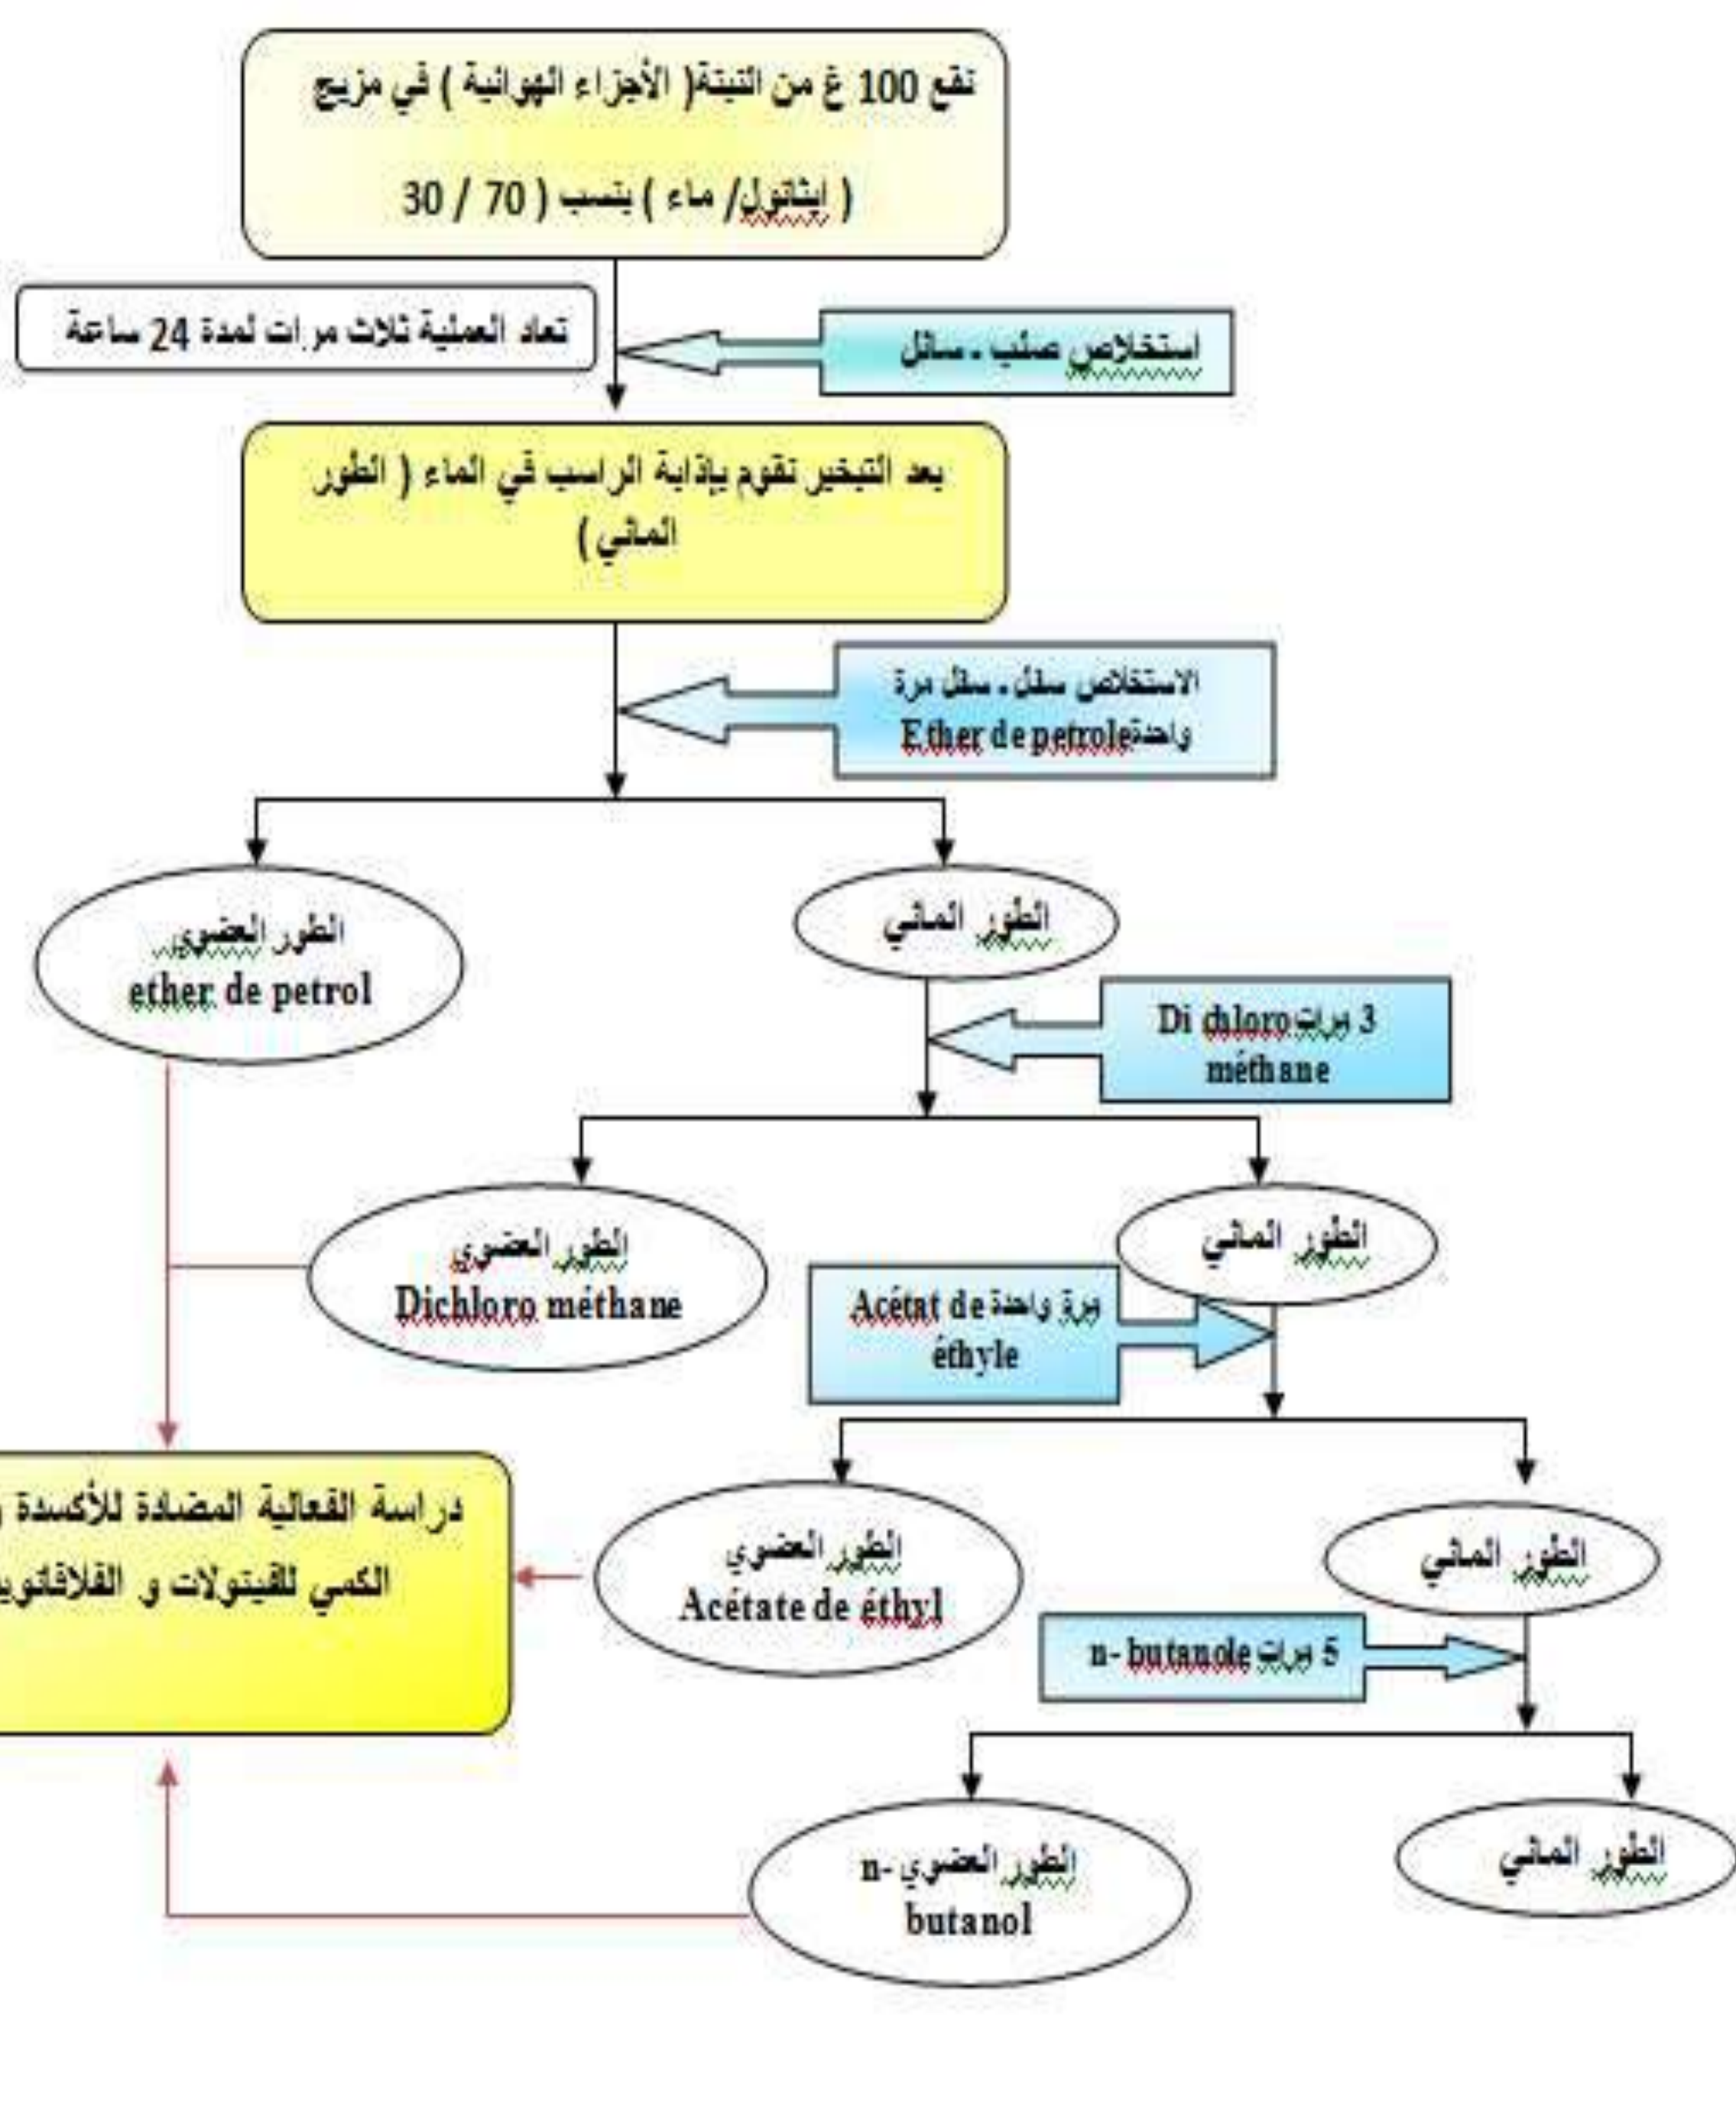 نقع 100 غ من النبتة( الأجزاء الهوائية ) في مزيج
( ايثانول/ ماء ) بنسب ( 70 / 30
تعاد العملية ثلاث مرات لمدة 24 ساعة
استخلاص صلب - سائل
بعد التبخير نقوم بإذابة الراسب في الماء ( الطور
المائي )
الاستخلاص سائل - سائل مرة
واحدة Ether de petrole
الطور العضوي
ether de petrol
الطور المائي
3 مرات Di chloro
méthane
الطور العضوي
Dichloro méthane
الطور المائي
مرة واحدة Acétat de
éthyle
دراسة الفعالية المضادة للأكسدة و
الكمي للفينولات و
الطور العضوي
Acétate de éthyl
الطور المائي
5 مرات n- butanole
الطور العضوي n-
butanol
الطور المائي